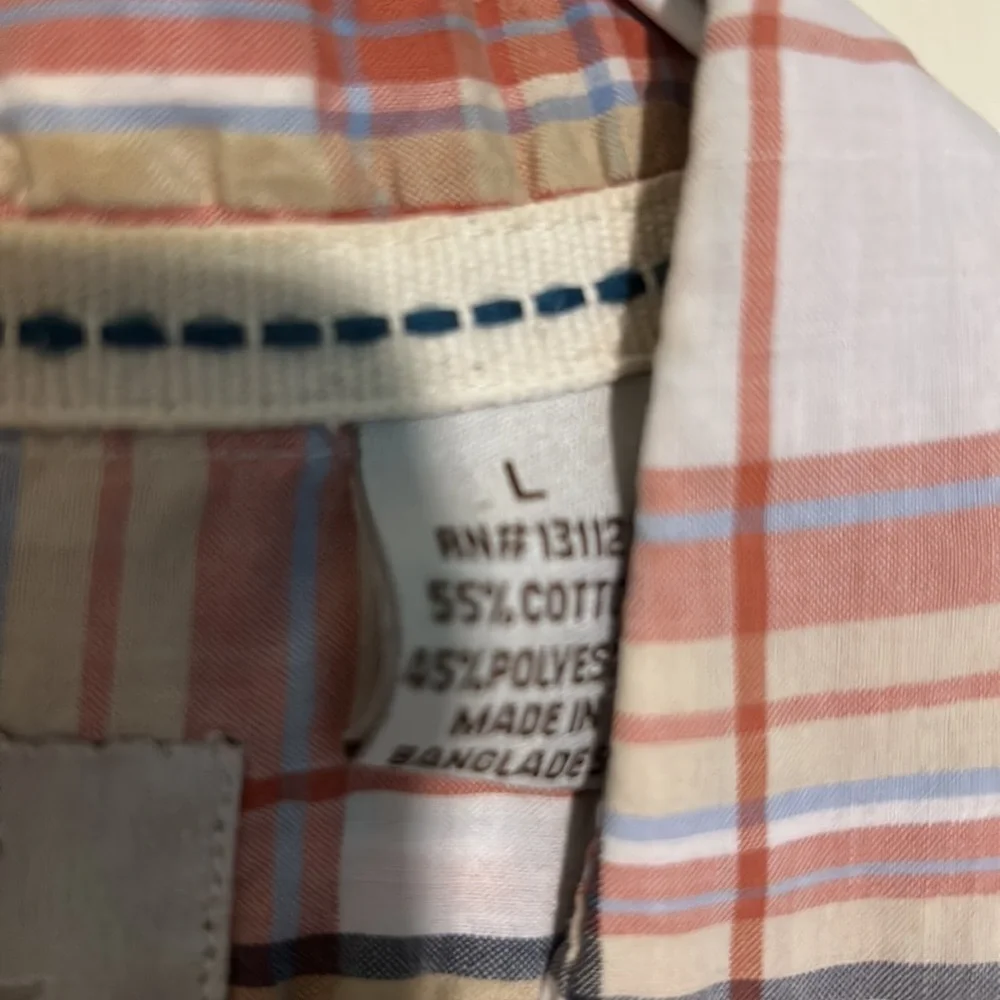 L
RN# 13112
55% COTT
45% POLYES
MADE IN
BANGLADES